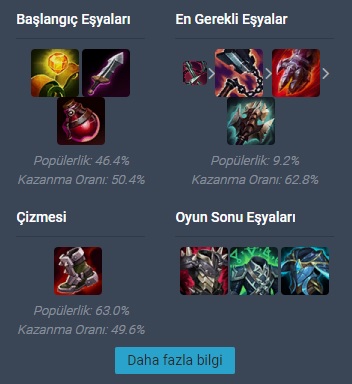 Başlangıç Eşyaları
En Gerekli Eşyalar
Popülerlik: 46.4%
Kazanma Oranı: 50.4%
Popülerlik: 9.2%
Kazanma Oranı: 62.8%
Çizmesi
Oyun Sonu Eşyaları
Popülerlik: 63.0%
Kazanma Oranı: 49.6%
Daha fazla bilgi